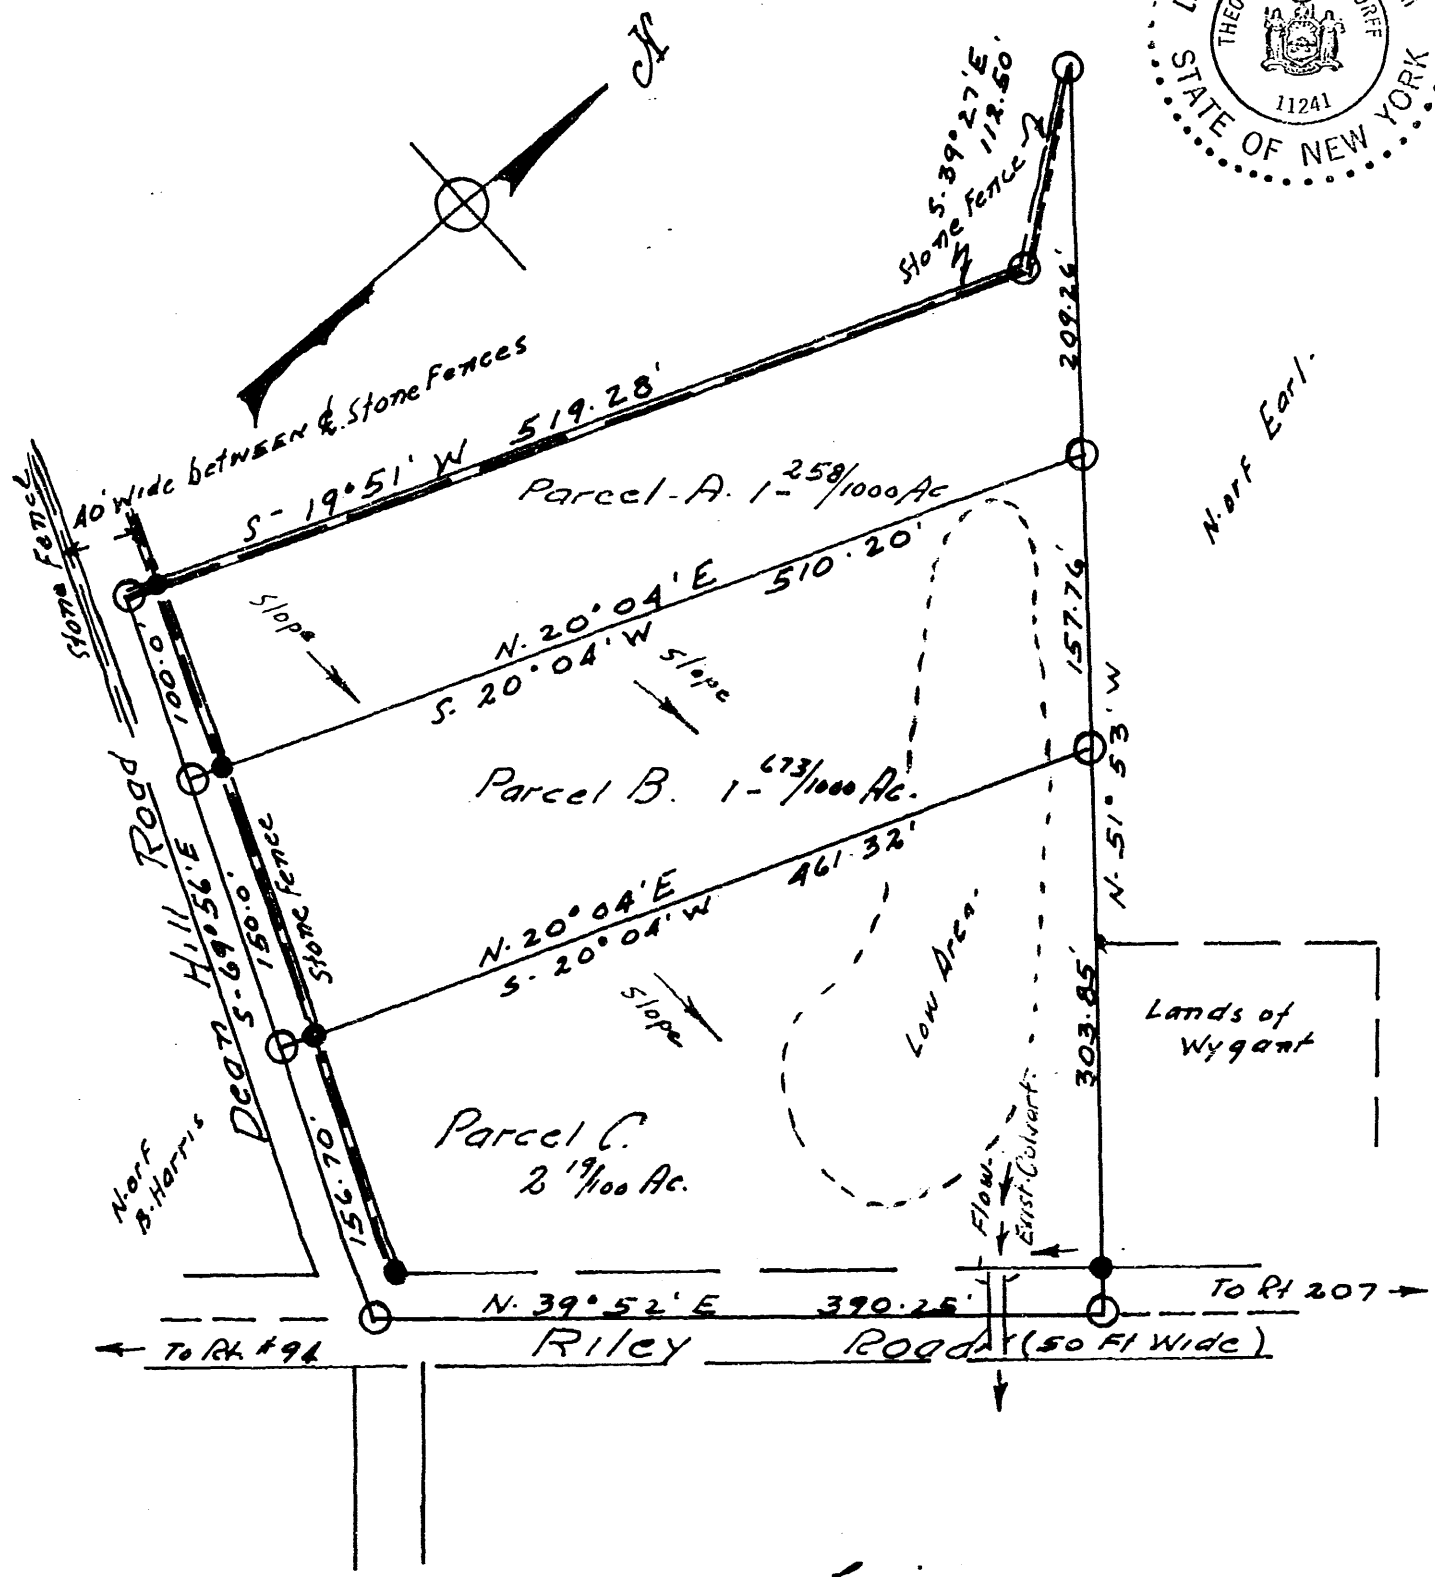 N
THEO
RFF
11241
STATE OF NEW YORK
S. 39° 27' E.
112.50'
Stone Fence
209.26'
40' Wide between ℄ Stone Fences
S- 19° 51' W 519.28'
Stone Fence
Parcel-A. 1-258/1000 Ac
N. or F Earl.
N. 20° 04' E 510.20'
S. 20° 04' W
Slope
Slope
100.0'
157.76'
Parcel B. 1-673/1000 Ac.
N- 51° 53' W
Dean Hill Road
S- 69° 56' E
150.0'
Stone Fence
N. 20° 04' E 461.32'
S- 20° 04' W
Slope
Low Area.
303.85'
Lands of
Wygant
N. or F
B. Harris
156.70'
Parcel C.
2 19/100 Ac.
Flow
Exist. Culvert
N. 39° 52' E 390.25'
To Rt 207
To Rt. #94
Riley Road (50 Ft Wide)